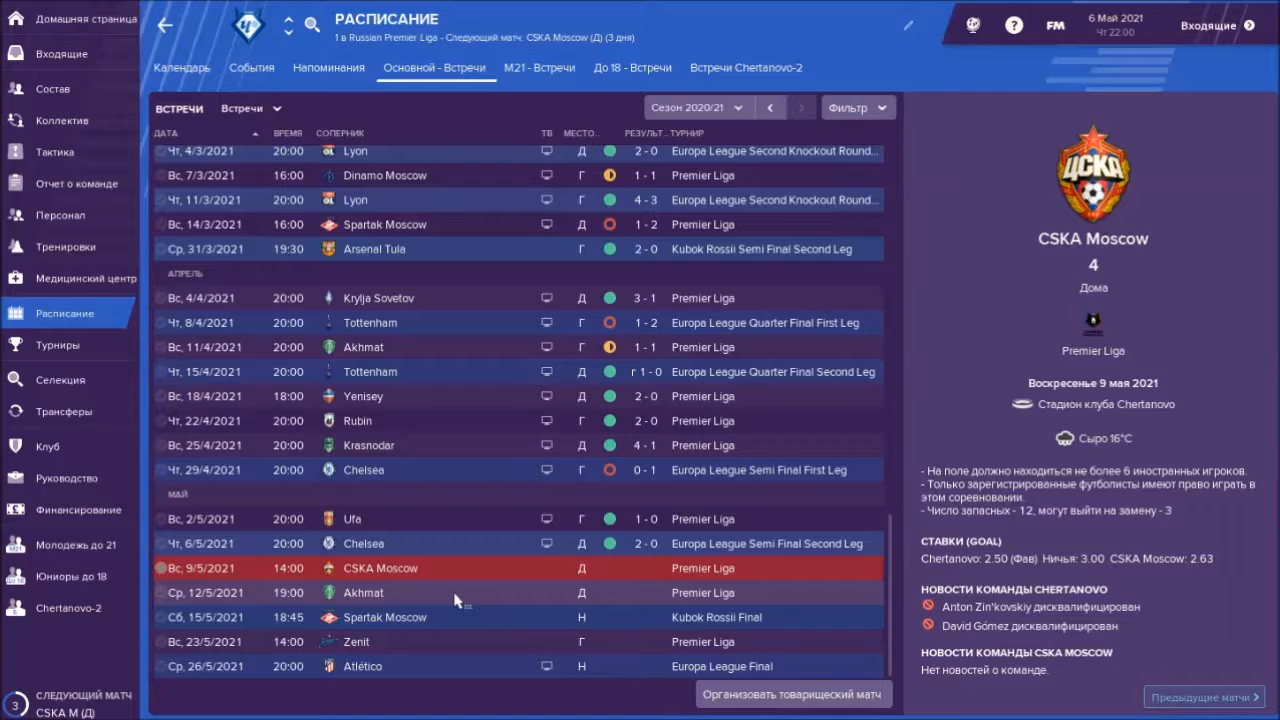 Домашняя страница
Входящие
Состав
Коллектив
Тактика
Отчет о команде
Персонал
Тренировки
Медицинский центр
Расписание
Турниры
Селекция
Трансферы
Клуб
Руководство
Финансирование
Молодежь до 21
Юниоры до 18
Chertanovo-2
3
СЛЕДУЮЩИЙ МАТЧ
CSKA M (Д)
РАСПИСАНИЕ
1 в Russian Premier Liga - Следующий матч: CSKA Moscow (Д) (3 дня)
FM
6 Май 2021
Чт 22:00
Входящие
Календарь События Напоминания Основной - Встречи М21 - Встречи До 18 - Встречи Встречи Chertanovo-2
ВСТРЕЧИ Встречи Сезон 2020/21 Фильтр
ДАТА ВРЕМЯ СОПЕРНИК ТВ МЕСТО... РЕЗУЛЬТ... ТУРНИР
Чт, 4/3/2021 20:00 Lyon Д 2 - 0 Europa League Second Knockout Round...
Вс, 7/3/2021 16:00 Dinamo Moscow Г 1 - 1 Premier Liga
Чт, 11/3/2021 20:00 Lyon Г 4 - 3 Europa League Second Knockout Round...
Вс, 14/3/2021 16:00 Spartak Moscow Д 1 - 2 Premier Liga
Ср, 31/3/2021 19:30 Arsenal Tula Г 2 - 0 Kubok Rossii Semi Final Second Leg
АПРЕЛЬ
Вс, 4/4/2021 20:00 Krylja Sovetov Д 3 - 1 Premier Liga
Чт, 8/4/2021 20:00 Tottenham Г 1 - 2 Europa League Quarter Final First Leg
Вс, 11/4/2021 20:00 Akhmat Г 1 - 1 Premier Liga
Чт, 15/4/2021 20:00 Tottenham Д г 1 - 0 Europa League Quarter Final Second Leg
Вс, 18/4/2021 18:00 Yenisey Д 2 - 0 Premier Liga
Чт, 22/4/2021 20:00 Rubin Г 2 - 0 Premier Liga
Вс, 25/4/2021 20:00 Krasnodar Д 4 - 1 Premier Liga
Чт, 29/4/2021 20:00 Chelsea Г 0 - 1 Europa League Semi Final First Leg
МАЙ
Вс, 2/5/2021 20:00 Ufa Г 1 - 0 Premier Liga
Чт, 6/5/2021 20:00 Chelsea Д 2 - 0 Europa League Semi Final Second Leg
Вс, 9/5/2021 14:00 CSKA Moscow Д Premier Liga
Ср, 12/5/2021 19:00 Akhmat Д Premier Liga
Сб, 15/5/2021 18:45 Spartak Moscow Н Kubok Rossii Final
Вс, 23/5/2021 14:00 Zenit Г Premier Liga
Ср, 26/5/2021 20:00 Atlético Н Europa League Final
Организовать товарищеский матч
ЦСКА
CSKA Moscow
4
Дома
Premier Liga
Воскресенье 9 мая 2021
Стадион клуба Chertanovo
Сыро 16°C
- На поле должно находиться не более 6 иностранных игроков.
- Только зарегистрированные футболисты имеют право играть в
этом соревновании.
- Число запасных - 12, могут выйти на замену - 3
СТАВКИ (GOAL)
Chertanovo: 2.50 (Фав) Ничья: 3.00 CSKA Moscow: 2.63
НОВОСТИ КОМАНДЫ CHERTANOVO
Anton Zin'kovskiy дисквалифицирован
David Gómez дисквалифицирован
НОВОСТИ КОМАНДЫ CSKA MOSCOW
Нет новостей о команде.
Предыдущие матчи